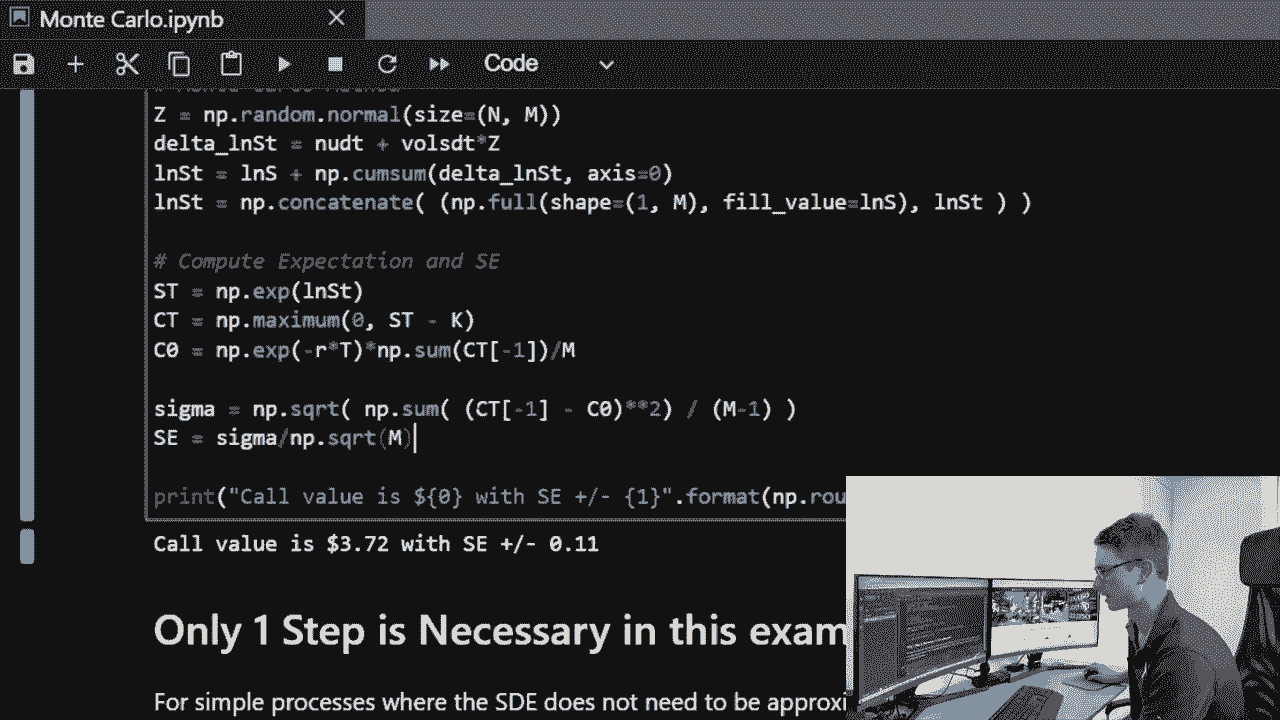 Monte Carlo.ipynb
Code
Z = np.random.normal(size=(N, M))
delta_lnSt = nudt + volsdt*Z
lnSt = lnS + np.cumsum(delta_lnSt, axis=0)
lnSt = np.concatenate( (np.full(shape=(1, M), fill_value=lnS), lnSt ) )
# Compute Expectation and SE
ST = np.exp(lnSt)
CT = np.maximum(0, ST - K)
C0 = np.exp(-r*T)*np.sum(CT[-1])/M
sigma = np.sqrt( np.sum( (CT[-1] - C0)**2) / (M-1) )
SE = sigma/np.sqrt(M)
print("Call value is ${0} with SE +/- {1}".format(np.rou
Call value is $3.72 with SE +/- 0.11
Only 1 Step is Necessary in this exam
For simple processes where the SDE does not need to be approxi